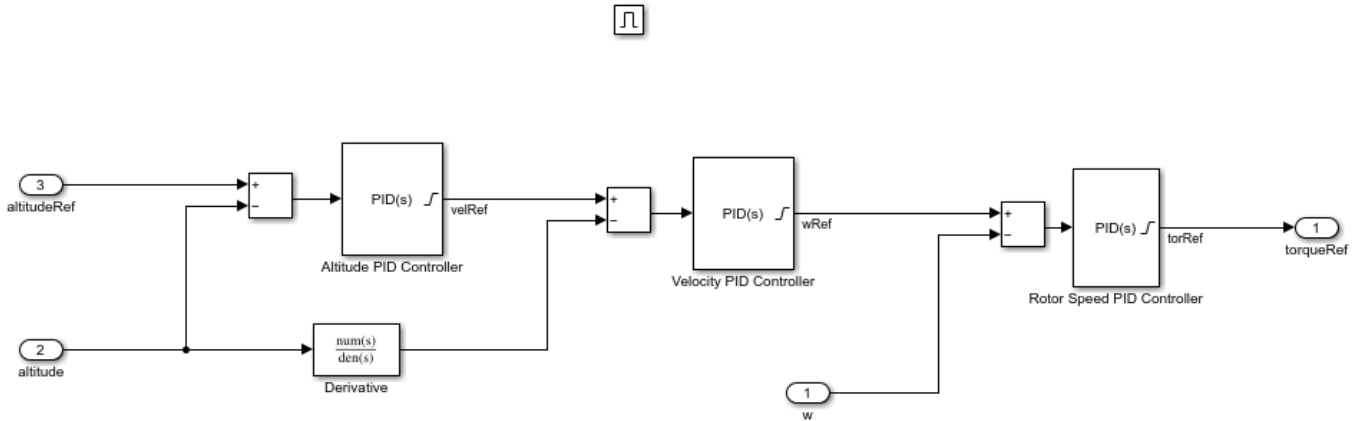 3
altitudeRef
+
−
PID(s)
velRef
Altitude PID Controller
+
−
PID(s)
wRef
Velocity PID Controller
+
−
PID(s)
torRef
Rotor Speed PID Controller
1
torqueRef
2
altitude
num(s)
den(s)
Derivative
1
w